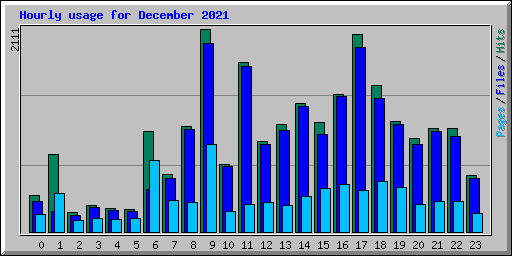 Hourly usage for December 2021
2111
Pages/Files/Hits
0 1 2 3 4 5 6 7 8 9 10 11 12 13 14 15 16 17 18 19 20 21 22 23